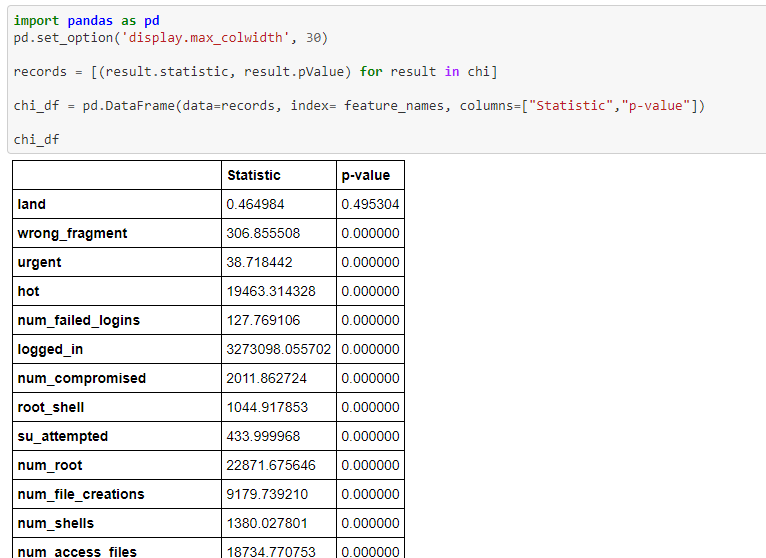 import pandas as pd
pd.set_option('display.max_colwidth', 30)
records = [(result.statistic, result.pValue) for result in chi]
chi_df = pd.DataFrame(data=records, index= feature_names, columns=["Statistic","p-value"])
chi_df
Statistic p-value
land 0.464984 0.495304
wrong_fragment 306.855508 0.000000
urgent 38.718442 0.000000
hot 19463.314328 0.000000
num_failed_logins 127.769106 0.000000
logged_in 3273098.055702 0.000000
num_compromised 2011.862724 0.000000
root_shell 1044.917853 0.000000
su_attempted 433.999968 0.000000
num_root 22871.675646 0.000000
num_file_creations 9179.739210 0.000000
num_shells 1380.027801 0.000000
num_access_files 18734.770753 0.000000